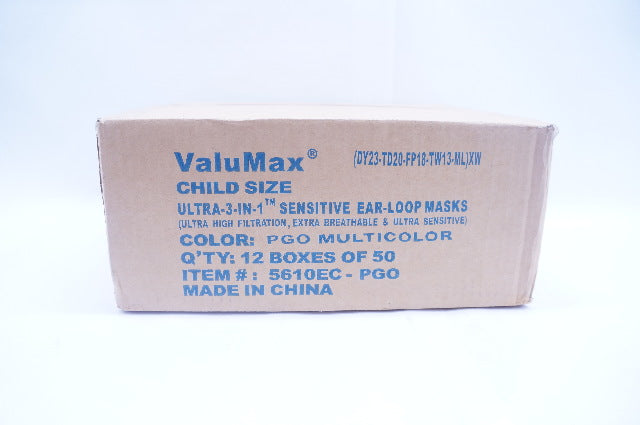 ValuMax® (DY23-TD20-FP18-TW13-ML)XW
CHILD SIZE
ULTRA-3-IN-1™ SENSITIVE EAR-LOOP MASKS
(ULTRA HIGH FILTRATION, EXTRA BREATHABLE & ULTRA SENSITIVE)
COLOR: PGO MULTICOLOR
Q'TY: 12 BOXES OF 50
ITEM #: 5610EC - PGO
MADE IN CHINA